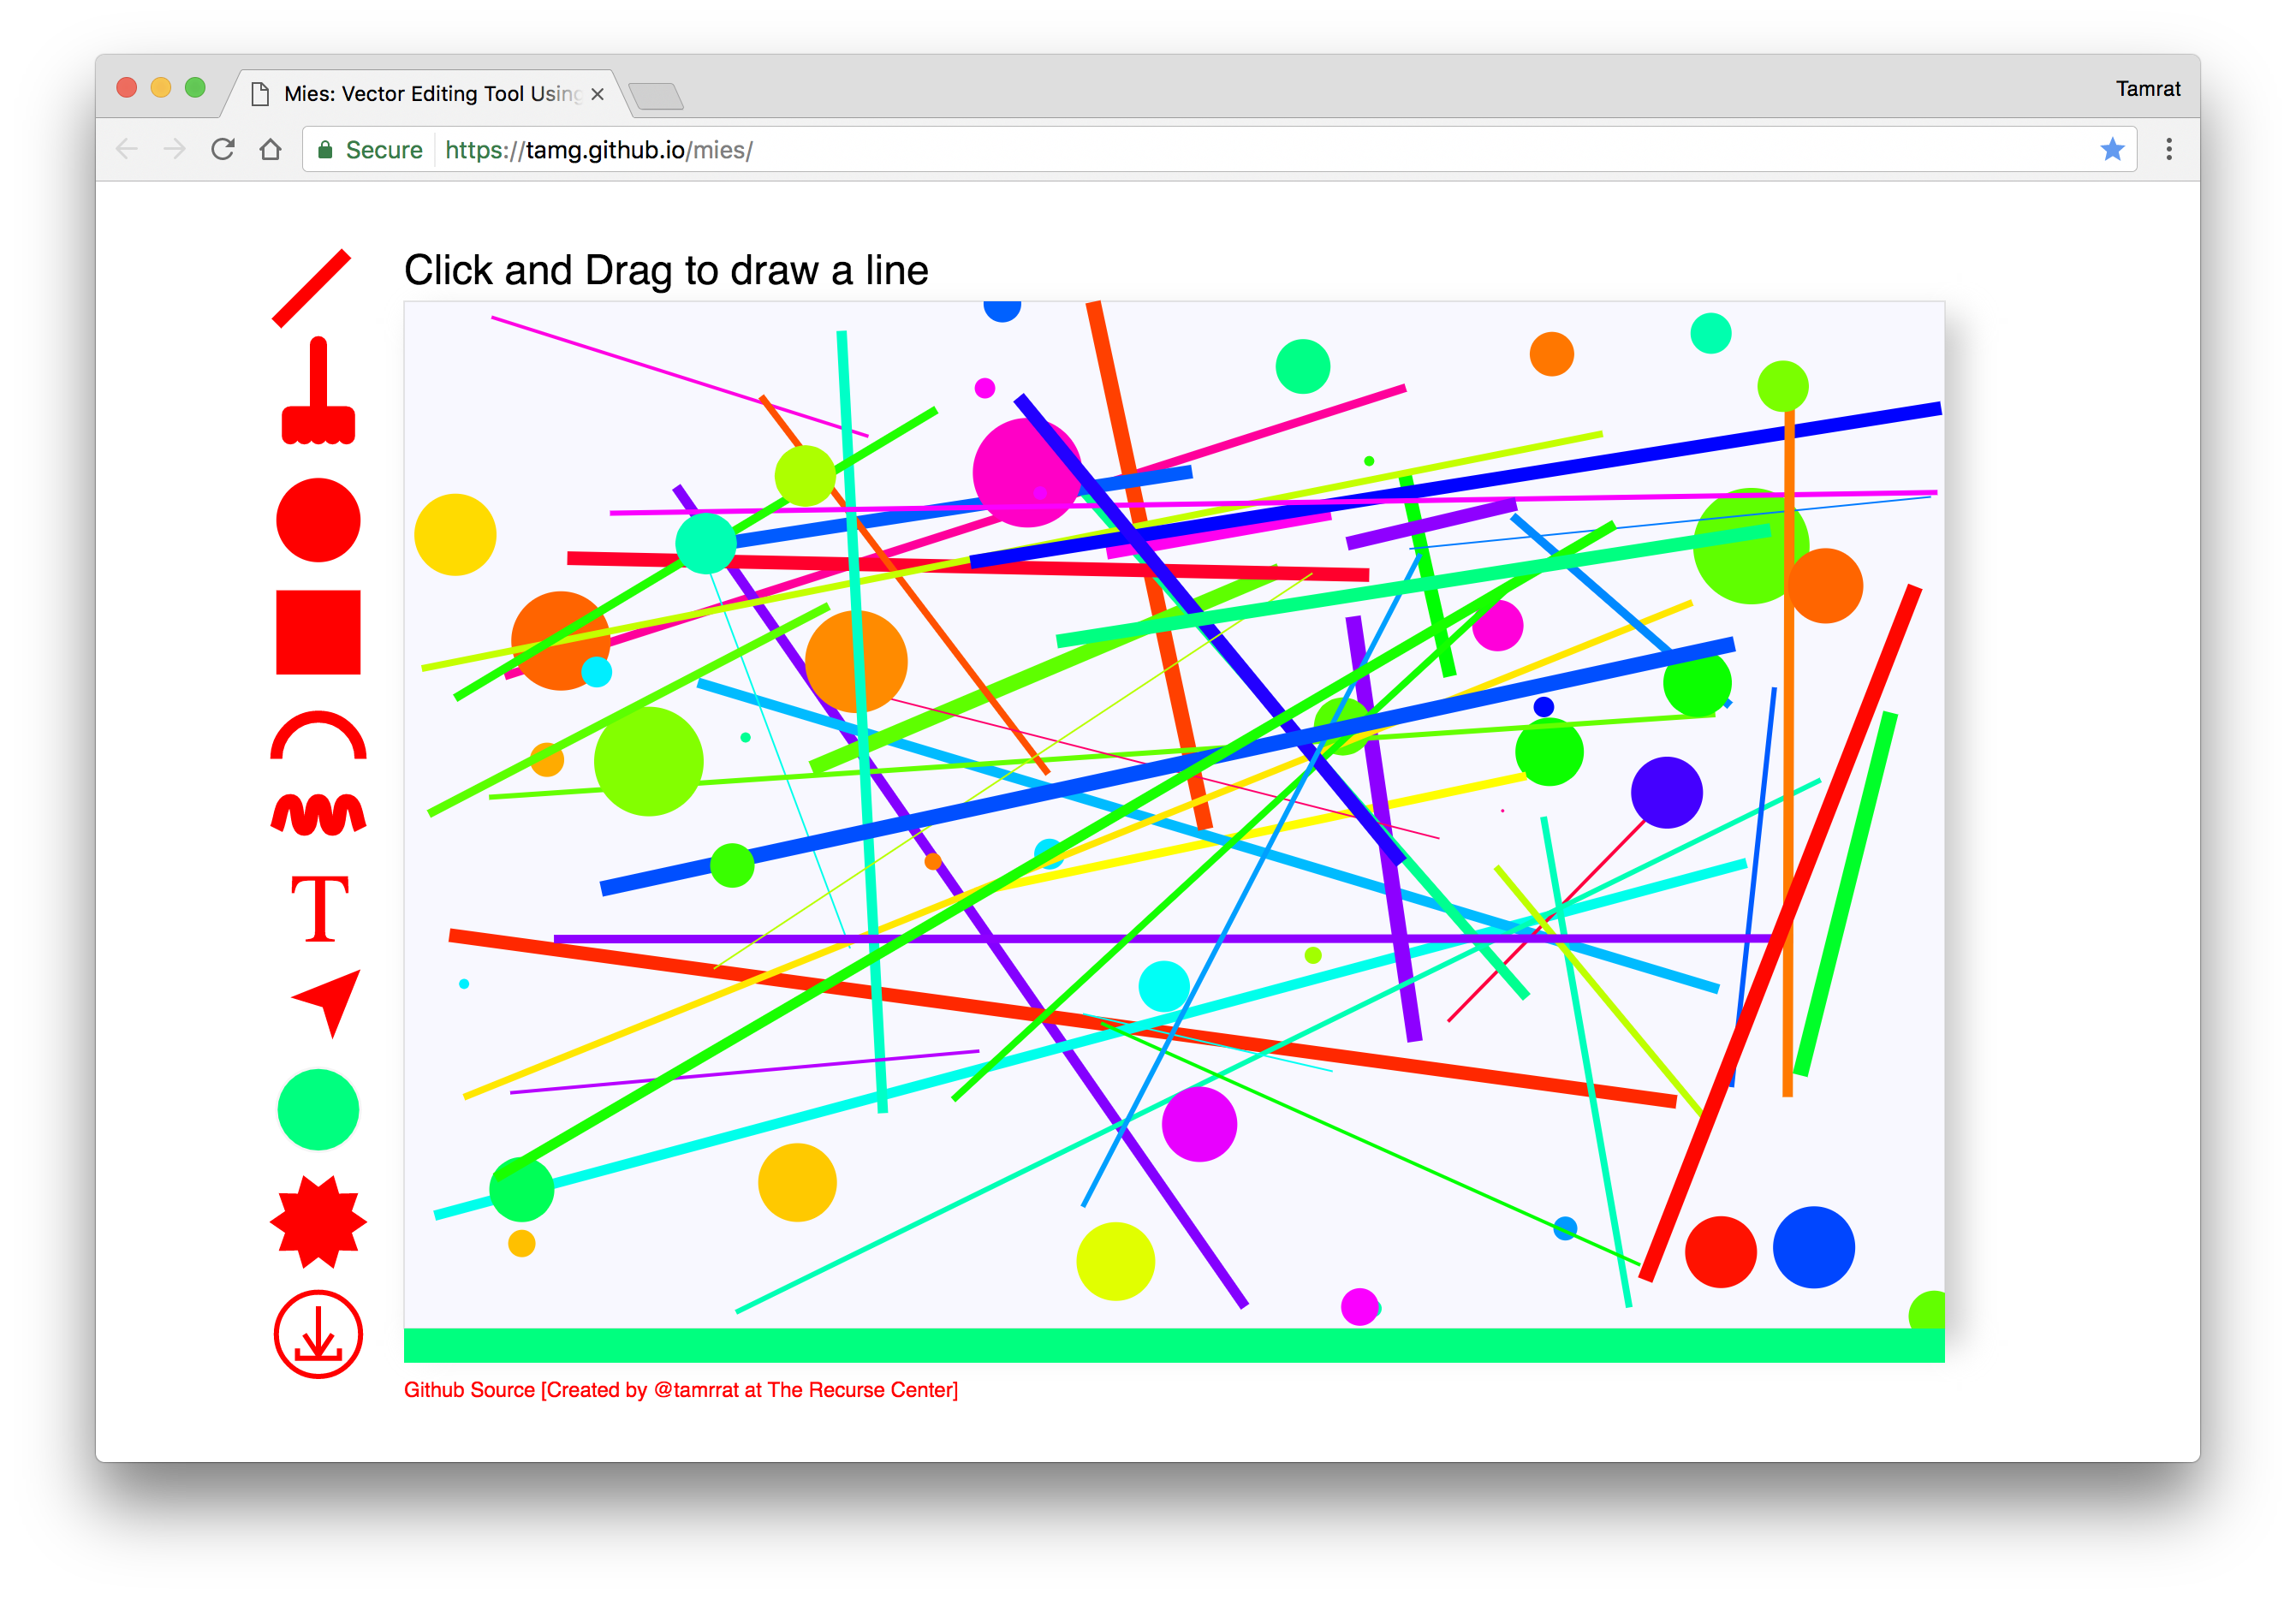 Mies: Vector Editing Tool Using
Tamrat
Secure https://tamg.github.io/mies/
Click and Drag to draw a line
T
Github Source [Created by @tamrrat at The Recurse Center]